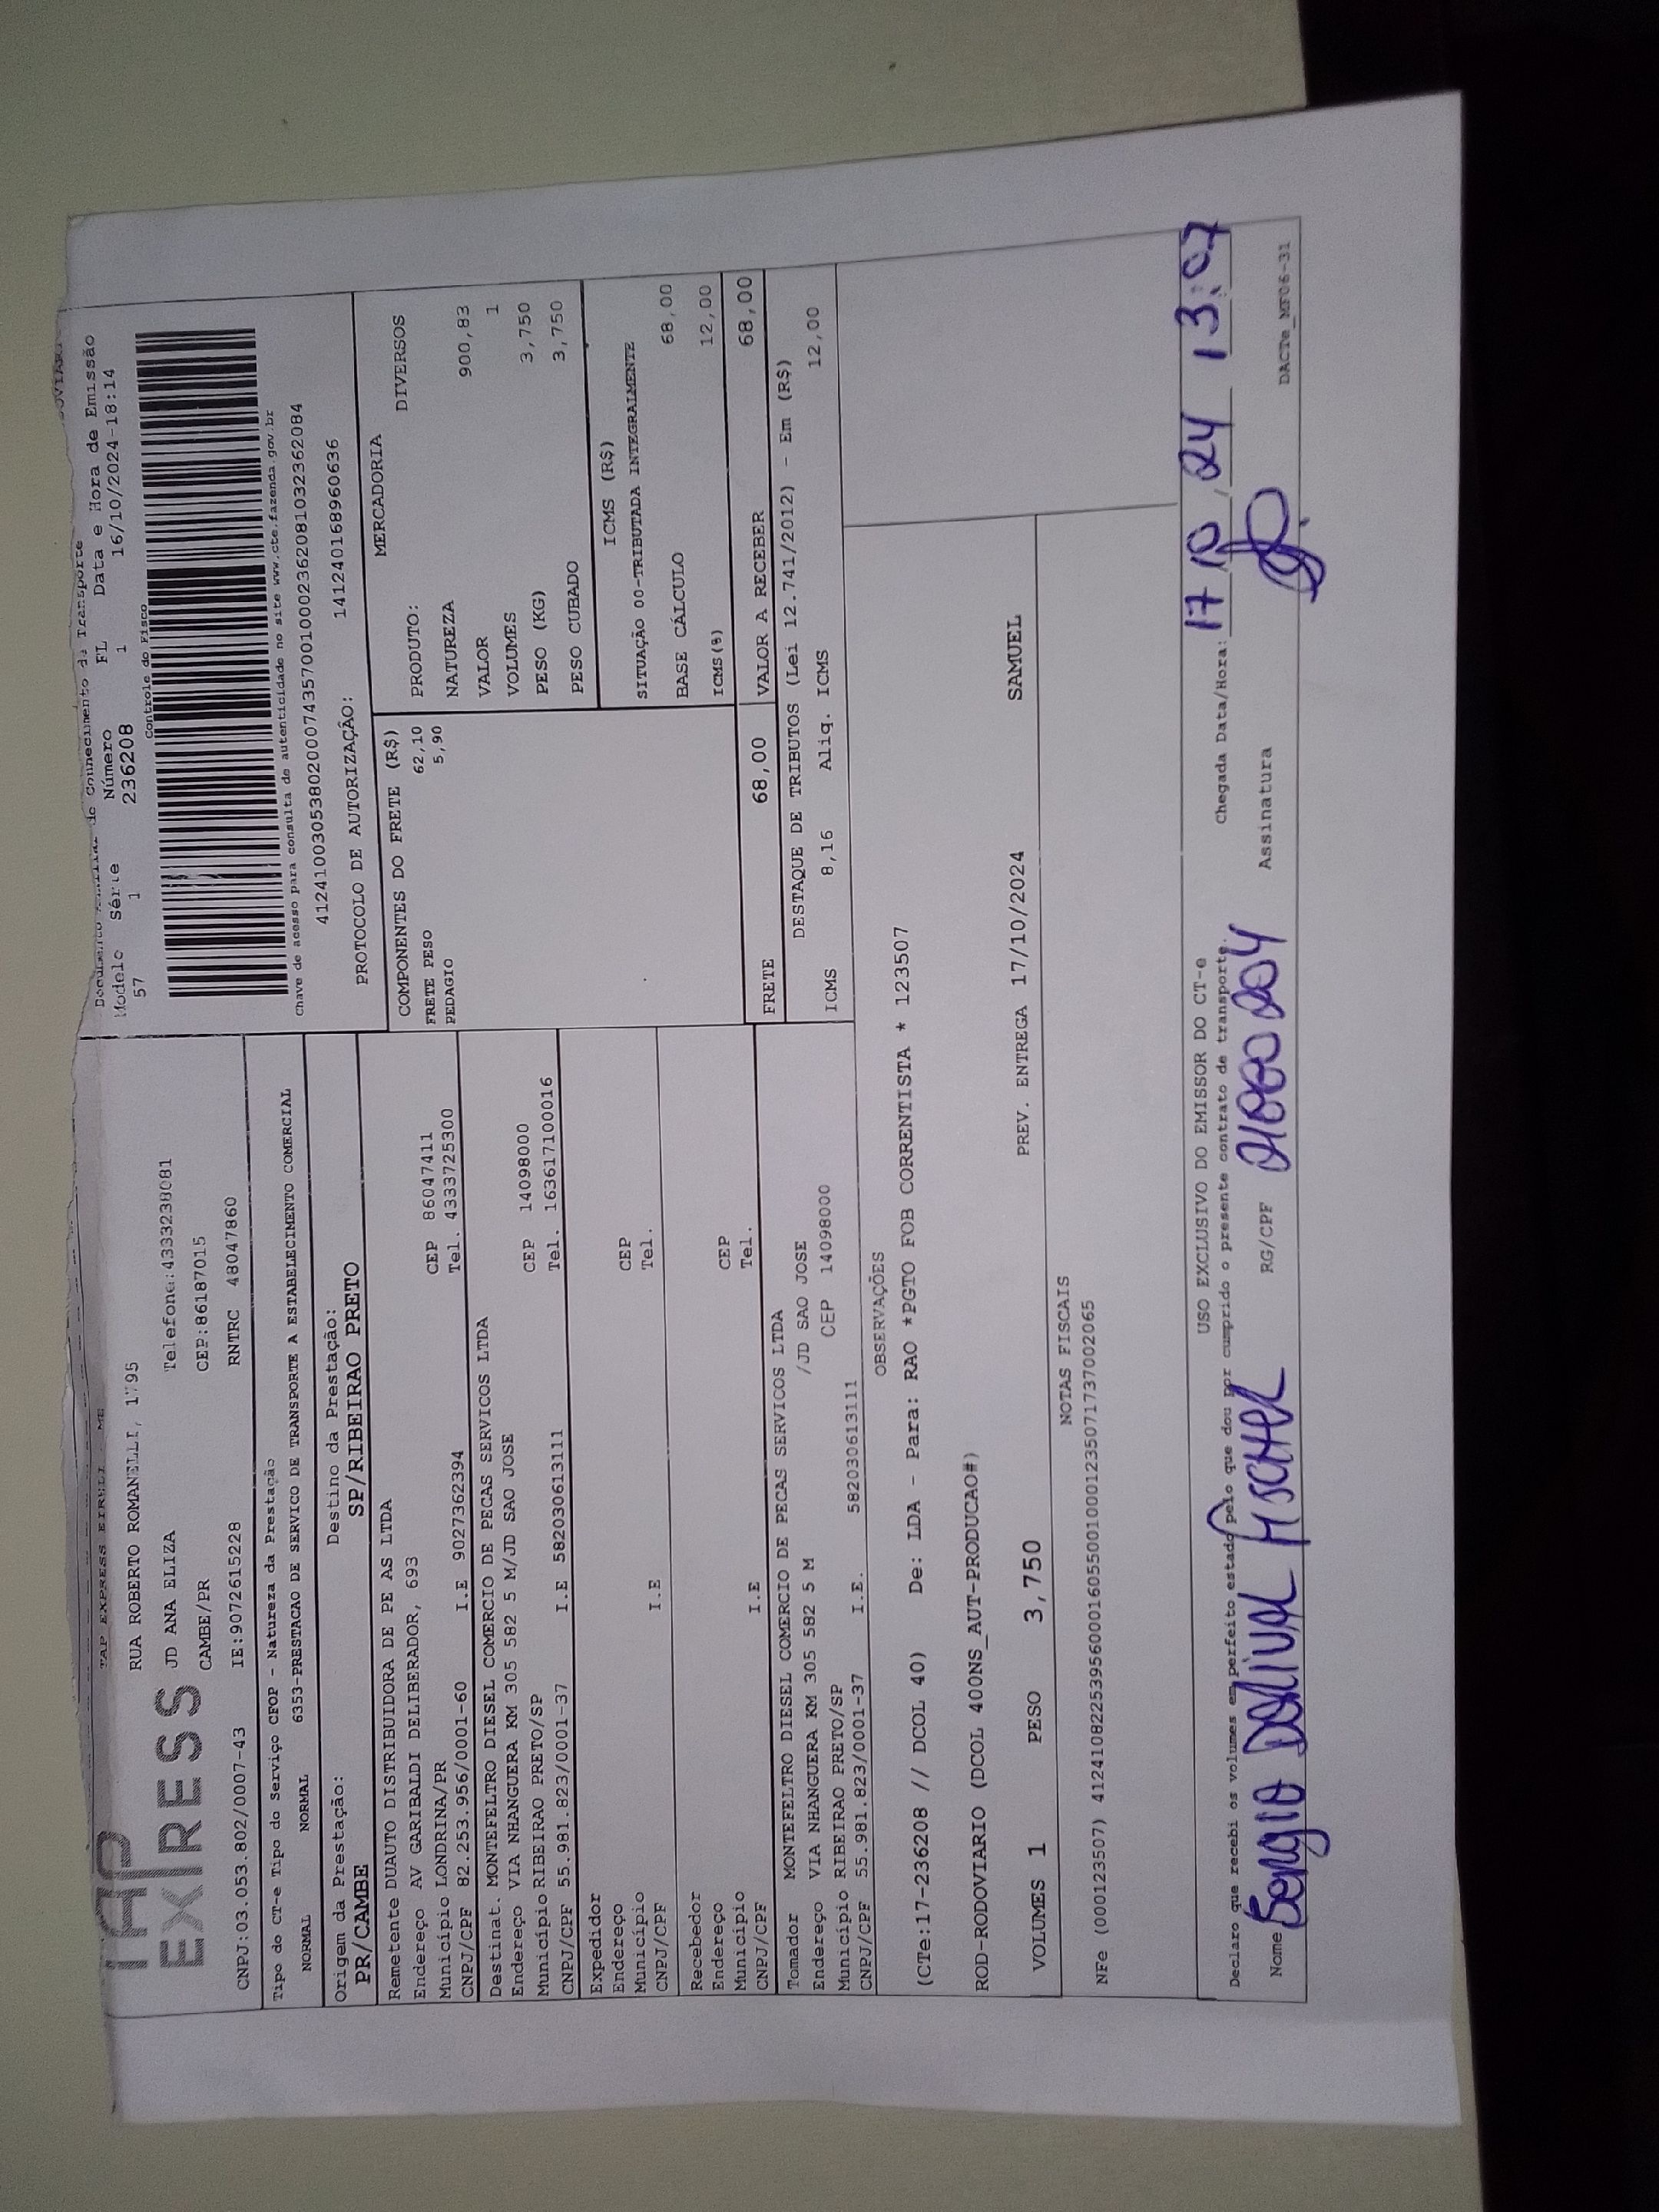 TAP
EXPRESS
TAP EXPRESS EIRELI - ME
RUA ROBERTO ROMANELLI, 1795
JD ANA ELIZA Telefone:4333238081
CAMBE/PR CEP:86187015
CNPJ:03.053.802/0007-43 IE:9072615228 RNTRC 48047860
Documento Auxiliar do Conhecimento de Transporte
Modelo Série Número FL Data e Hora de Emissão
57 1 236208 1 16/10/2024-18:14
Controle do Fisco
Chave de acesso para consulta de autenticidade no site www.cte.fazenda.gov.br
41241003053802000743570010002362081032362084
PROTOCOLO DE AUTORIZAÇÃO: 141240168960636
Tipo do CT-e Tipo do Serviço CFOP - Natureza da Prestação
NORMAL NORMAL 6353-PRESTACAO DE SERVICO DE TRANSPORTE A ESTABELECIMENTO COMERCIAL
Origem da Prestação: Destino da Prestação:
PR/CAMBE SP/RIBEIRAO PRETO
Remetente DUAUTO DISTRIBUIDORA DE PE AS LTDA
Endereço AV GARIBALDI DELIBERADOR, 693 CEP 86047411
Município LONDRINA/PR Tel. 4333725300
CNPJ/CPF 82.253.956/0001-60 I.E 9027362394
Destinat. MONTEFELTRO DIESEL COMERCIO DE PECAS SERVICOS LTDA
Endereço VIA NHANGUERA KM 305 582 5 M/JD SAO JOSE CEP 14098000
Município RIBEIRAO PRETO/SP Tel. 163617100016
CNPJ/CPF 55.981.823/0001-37 I.E 582030613111
Expedidor
Endereço CEP
Município Tel.
CNPJ/CPF I.E
Recebedor
Endereço CEP
Município Tel.
CNPJ/CPF I.E
Tomador MONTEFELTRO DIESEL COMERCIO DE PECAS SERVICOS LTDA
Endereço VIA NHANGUERA KM 305 582 5 M /JD SAO JOSE
Município RIBEIRAO PRETO/SP CEP 14098000
CNPJ/CPF 55.981.823/0001-37 I.E. 582030613111
COMPONENTES DO FRETE (R$)
FRETE PESO 62,10
PEDAGIO 5,90
MERCADORIA
PRODUTO: DIVERSOS
NATUREZA
VALOR 900,83
VOLUMES 1
PESO (KG) 3,750
PESO CUBADO 3,750
ICMS (R$)
SITUAÇÃO 00-TRIBUTADA INTEGRALMENTE
BASE CÁLCULO 68,00
ICMS(%) 12,00
FRETE 68,00 VALOR A RECEBER 68,00
DESTAQUE DE TRIBUTOS (Lei 12.741/2012) - Em (R$)
ICMS 8,16 Aliq. ICMS 12,00
OBSERVAÇÕES
(CTe:17-236208 // DCOL 40) De: LDA - Para: RAO *PGTO FOB CORRENTISTA * 123507
ROD-RODOVIARIO (DCOL 400NS_AUT-PRODUCAO#)
VOLUMES 1 PESO 3,750 PREV. ENTREGA 17/10/2024 SAMUEL
NOTAS FISCAIS
NFe (000123507) 41241082253956000160550010001235071737002065
USO EXCLUSIVO DO EMISSOR DO CT-e
Declaro que recebi os volumes em perfeito estado pelo que dou por cumprido o presente contrato de transporte. Chegada Data/Hora: 17/10/24 13:07
Nome Sergio Dorival RG/CPF Assinatura
DACTe_MF06-31